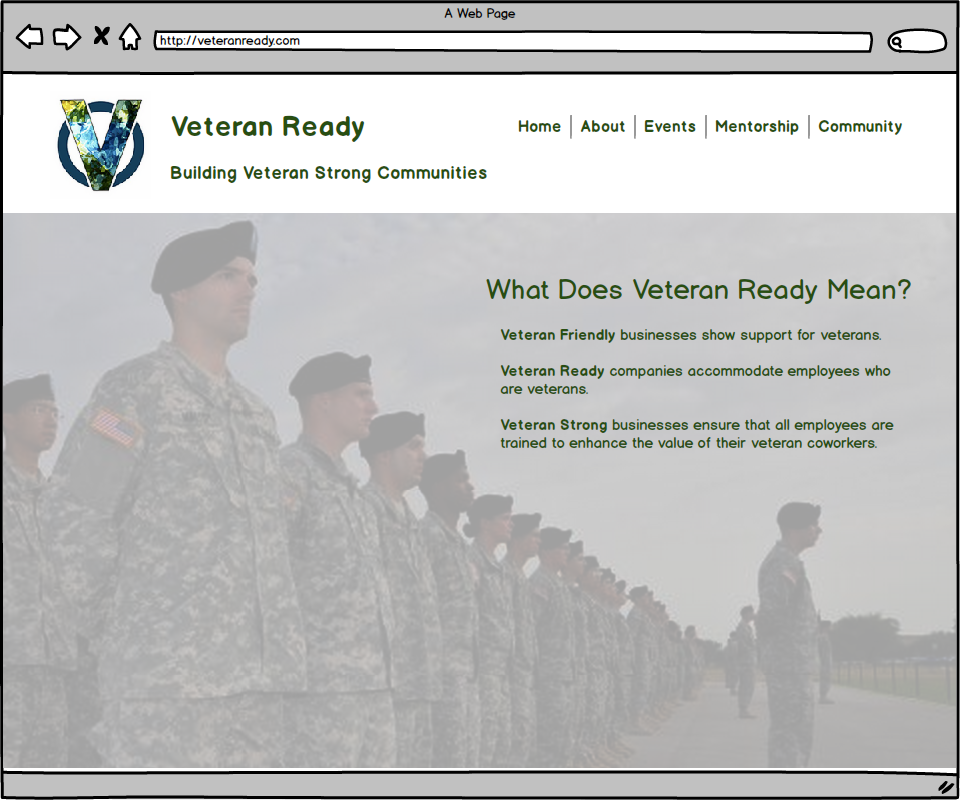 A Web Page
http://veteranready.com
Veteran Ready
Home About Events Mentorship Community
Building Veteran Strong Communities
What Does Veteran Ready Mean?
Veteran Friendly businesses show support for veterans.
Veteran Ready companies accommodate employees who
are veterans.
Veteran Strong businesses ensure that all employees are
trained to enhance the value of their veteran coworkers.